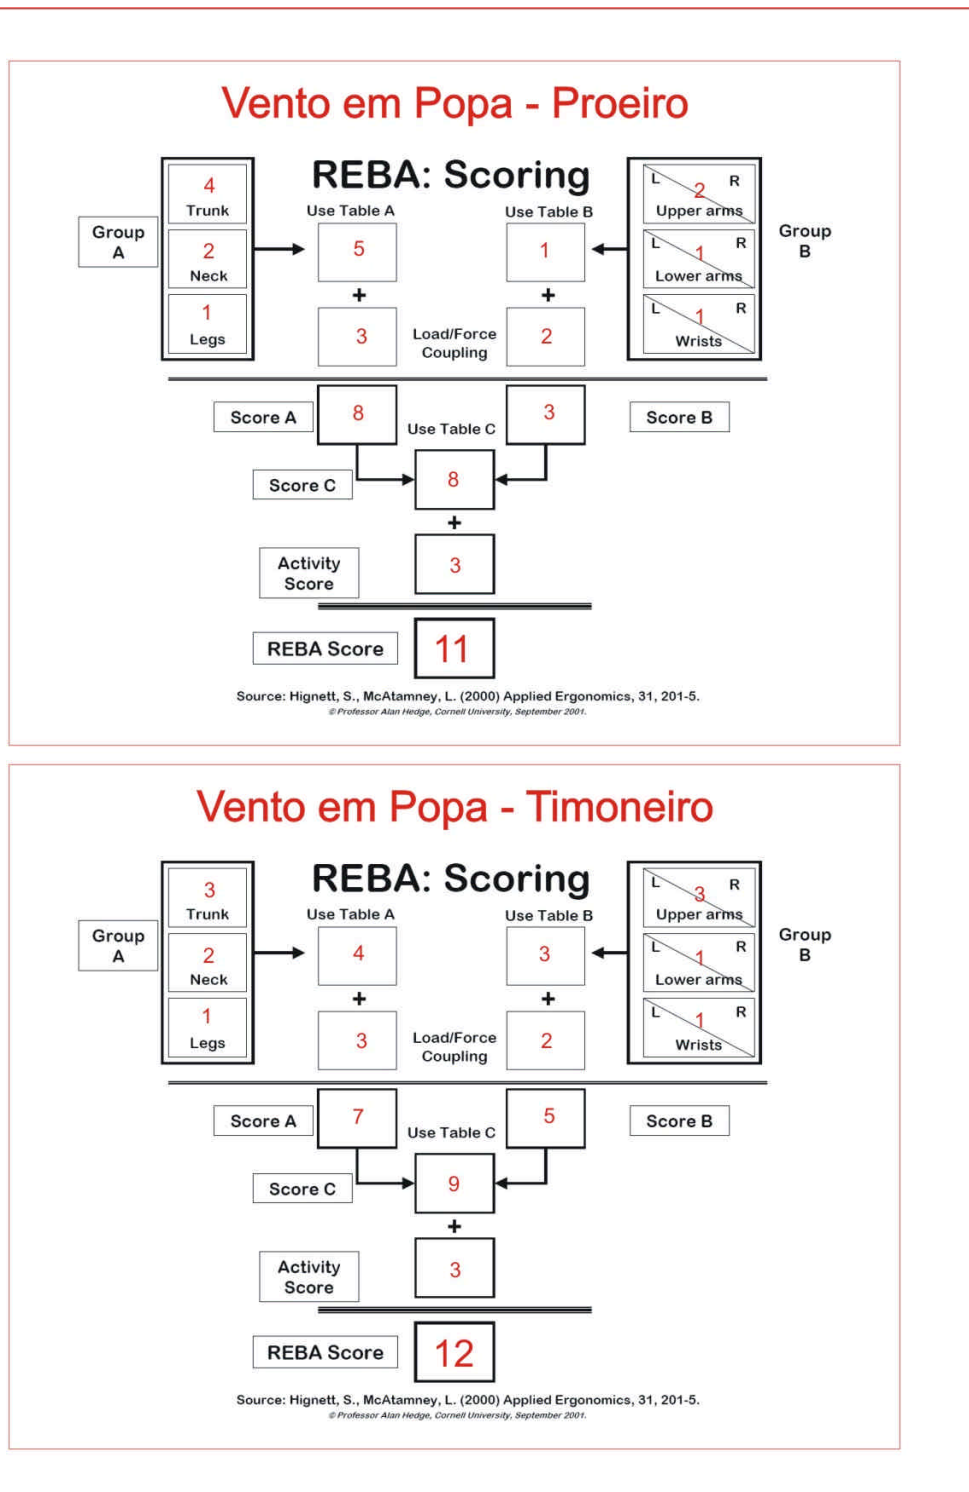 Vento em Popa - Proeiro
REBA: Scoring
Group
A
4
Trunk
2
Neck
1
Legs
Use Table A
5
+
3
Use Table B
1
+
2
Load/Force
Coupling
L 2 R
Upper arms
L 1 R
Lower arms
L 1 R
Wrists
Group
B
Score A
8
Use Table C
3
Score B
Score C
8
+
Activity
Score
3
REBA Score
11
Source: Hignett, S., McAtamney, L. (2000) Applied Ergonomics, 31, 201-5.
© Professor Alan Hedge, Cornell University, September 2001.
Vento em Popa - Timoneiro
REBA: Scoring
Group
A
3
Trunk
2
Neck
1
Legs
Use Table A
4
+
3
Use Table B
3
+
2
Load/Force
Coupling
L 3 R
Upper arms
L 1 R
Lower arms
L 1 R
Wrists
Group
B
Score A
7
Use Table C
5
Score B
Score C
9
+
Activity
Score
3
REBA Score
12
Source: Hignett, S., McAtamney, L. (2000) Applied Ergonomics, 31, 201-5.
© Professor Alan Hedge, Cornell University, September 2001.